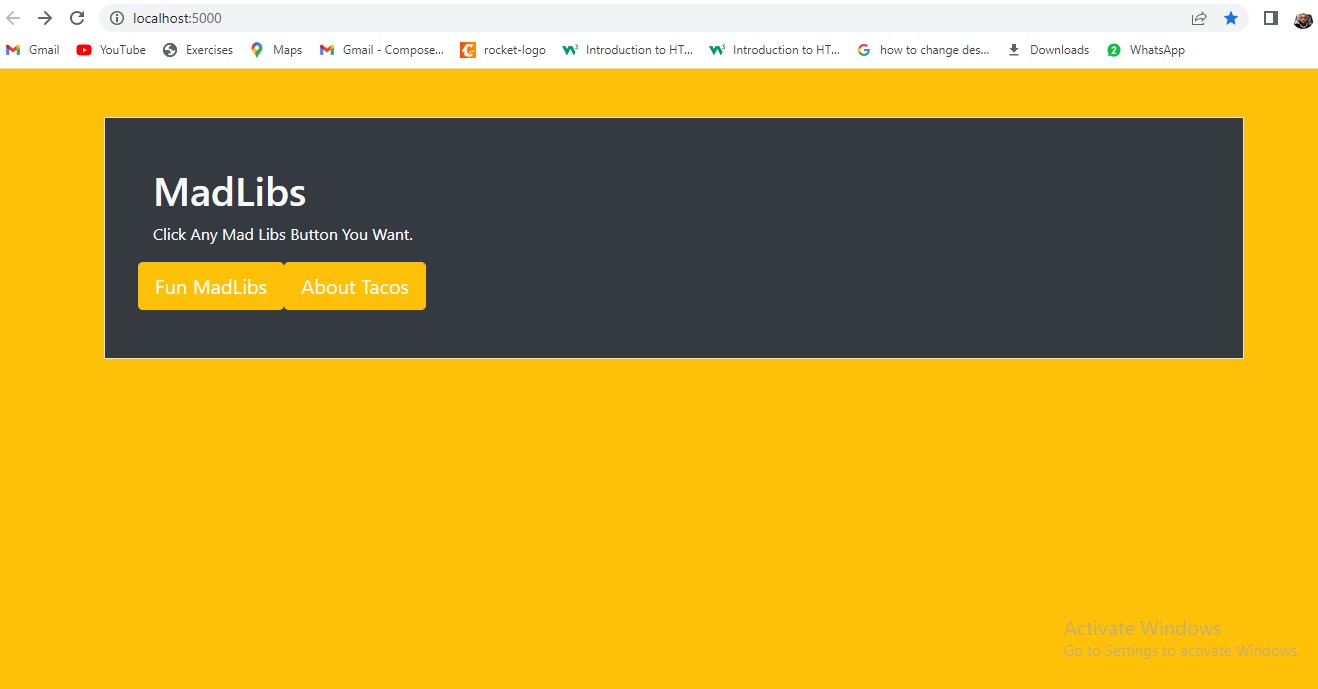 localhost:5000
Gmail YouTube Exercises Maps Gmail - Compose... rocket-logo Introduction to HT... Introduction to HT... how to change des... Downloads 2 WhatsApp
MadLibs
Click Any Mad Libs Button You Want.
Fun MadLibs About Tacos
Activate Windows
Go to Settings to activate Windows.